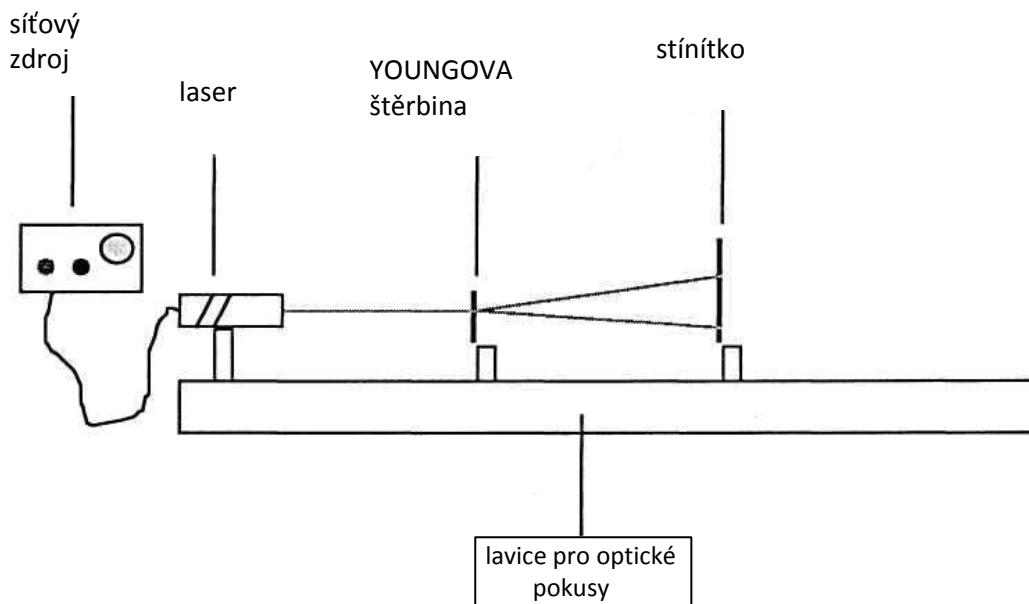 síťový
zdroj
laser
YOUNGOVA
štěrbina
stínítko
lavice pro optické
pokusy